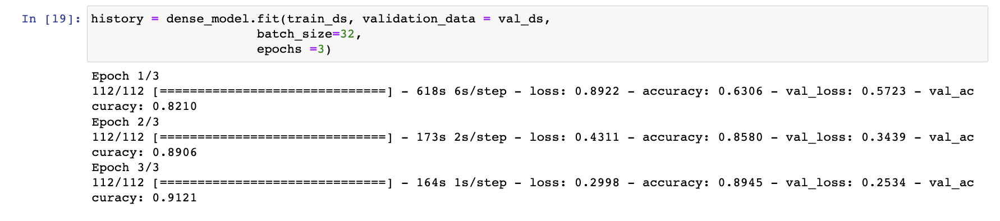 In [19]: history = dense_model.fit(train_ds, validation_data = val_ds,
batch_size=32,
epochs =3)
Epoch 1/3
112/112 [==============================] - 618s 6s/step - loss: 0.8922 - accuracy: 0.6306 - val_loss: 0.5723 - val_ac
curacy: 0.8210
Epoch 2/3
112/112 [==============================] - 173s 2s/step - loss: 0.4311 - accuracy: 0.8580 - val_loss: 0.3439 - val_ac
curacy: 0.8906
Epoch 3/3
112/112 [==============================] - 164s 1s/step - loss: 0.2998 - accuracy: 0.8945 - val_loss: 0.2534 - val_ac
curacy: 0.9121